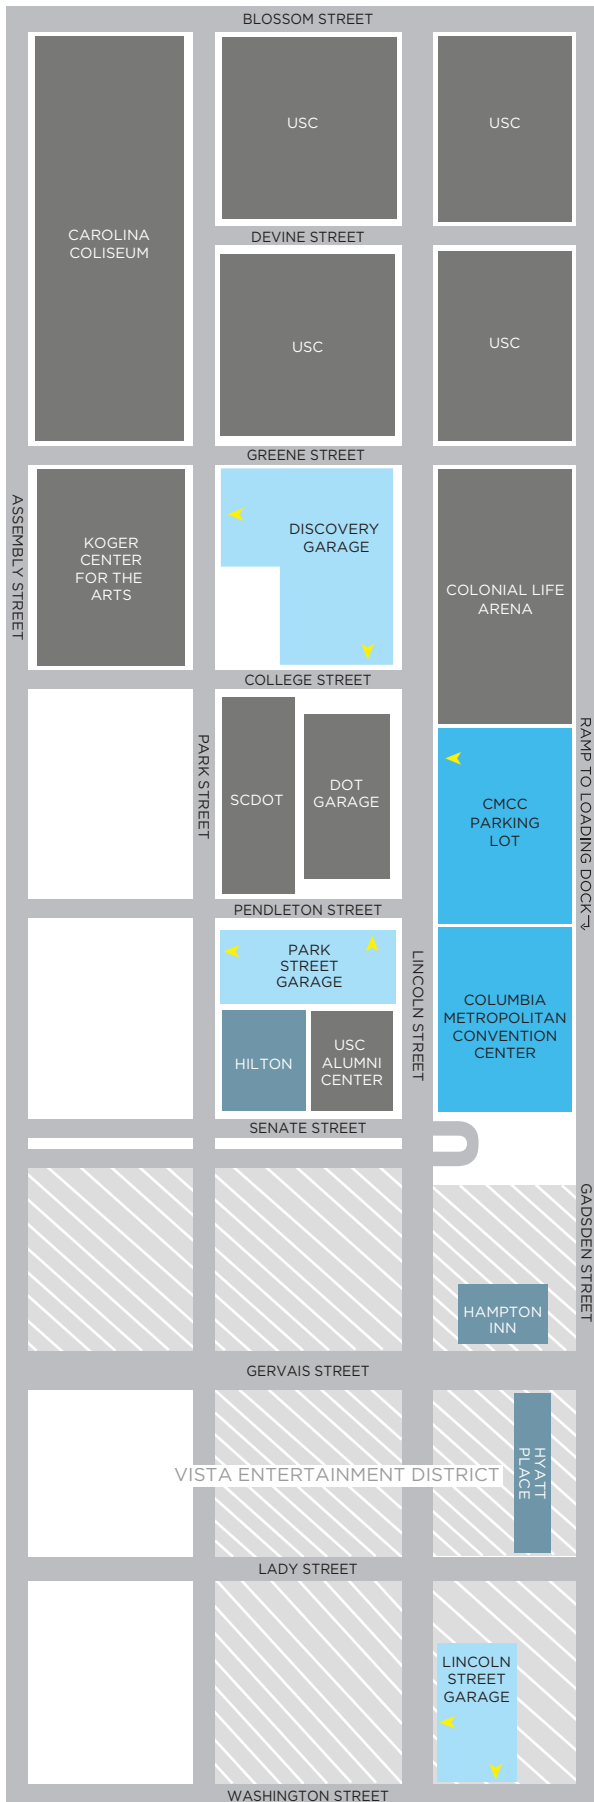 BLOSSOM STREET
USC
USC
CAROLINA
COLISEUM
DEVINE STREET
USC
USC
GREENE STREET
ASSEMBLY STREET
KOGER
CENTER
FOR THE
ARTS
DISCOVERY
GARAGE
COLONIAL LIFE
ARENA
COLLEGE STREET
PARK STREET
SCDOT
DOT
GARAGE
CMCC
PARKING
LOT
RAMP TO LOADING DOCK
PENDLETON STREET
PARK
STREET
GARAGE
LINCOLN STREET
COLUMBIA
METROPOLITAN
CONVENTION
CENTER
HILTON
USC
ALUMNI
CENTER
SENATE STREET
GADSDEN STREET
HAMPTON
INN
GERVAIS STREET
VISTA ENTERTAINMENT DISTRICT
HYATT
PLACE
LADY STREET
LINCOLN
STREET
GARAGE
WASHINGTON STREET